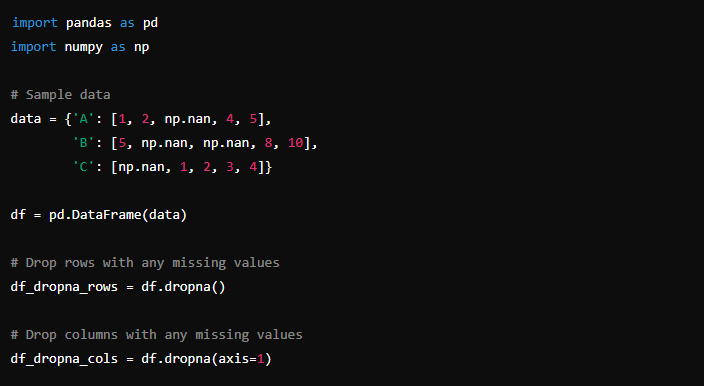 import pandas as pd
import numpy as np
# Sample data
data = {'A': [1, 2, np.nan, 4, 5],
'B': [5, np.nan, np.nan, 8, 10],
'C': [np.nan, 1, 2, 3, 4]}
df = pd.DataFrame(data)
# Drop rows with any missing values
df_dropna_rows = df.dropna()
# Drop columns with any missing values
df_dropna_cols = df.dropna(axis=1)